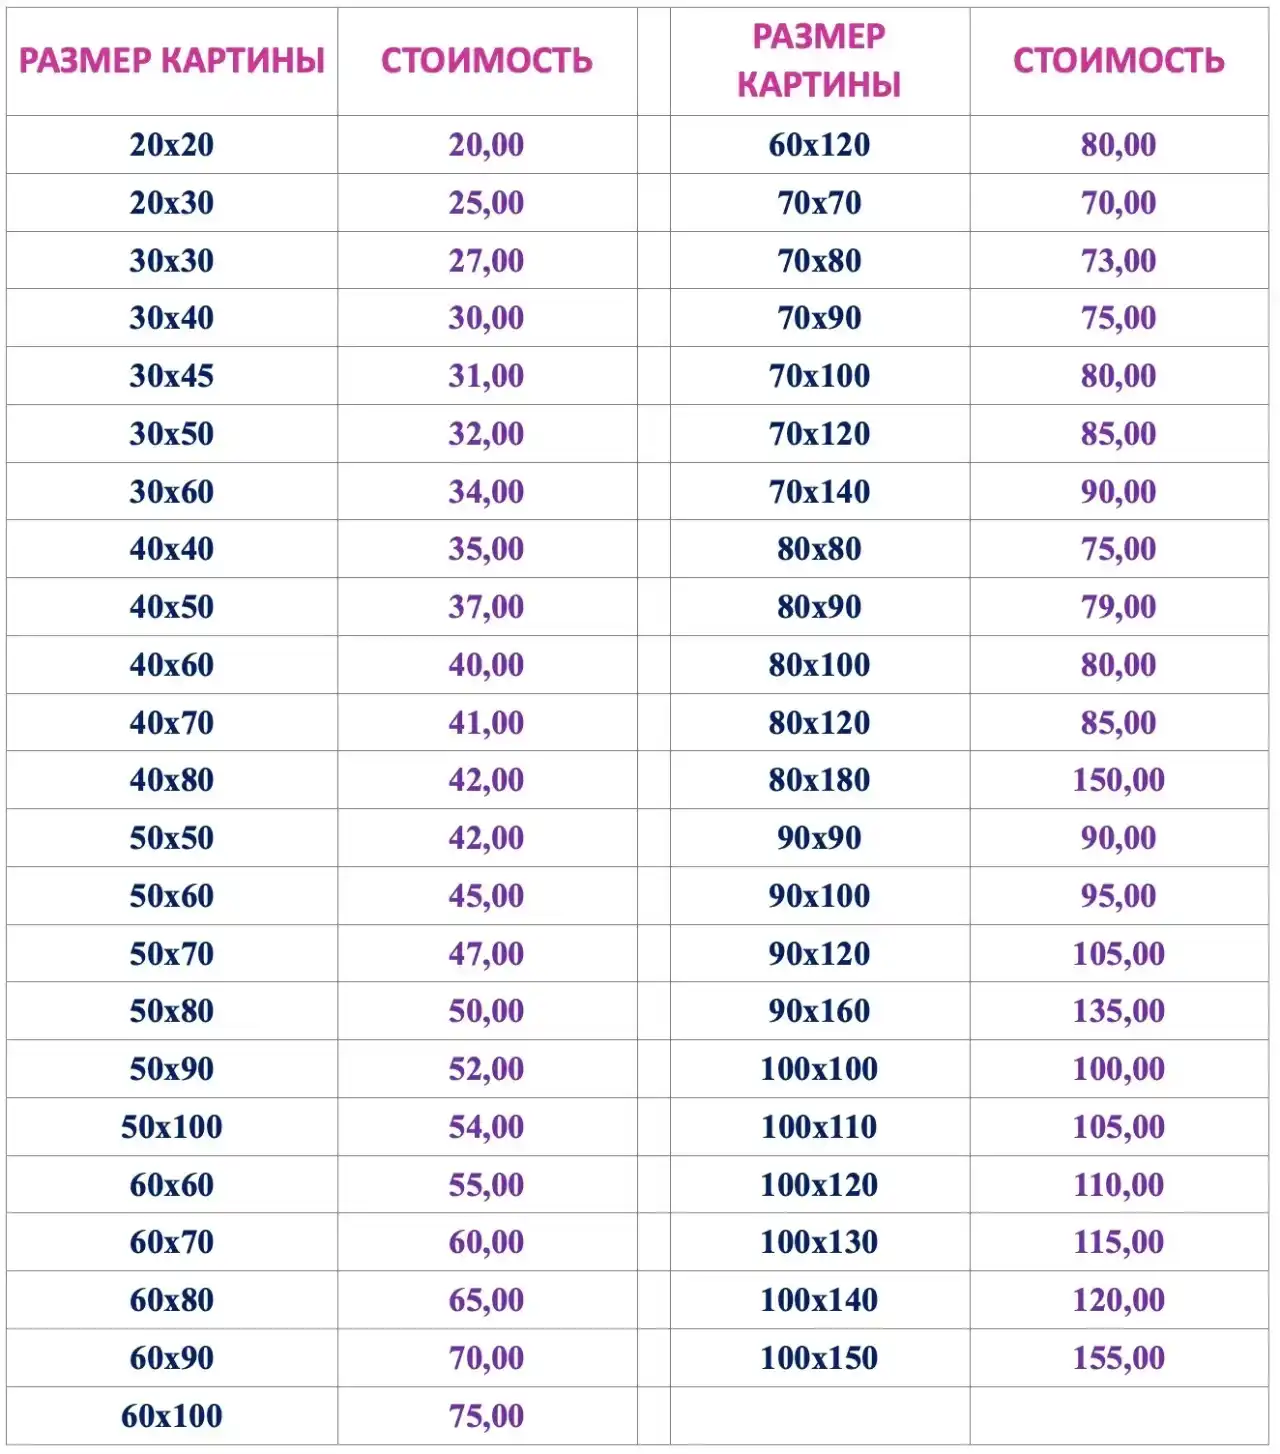 РАЗМЕР КАРТИНЫ СТОИМОСТЬ РАЗМЕР КАРТИНЫ СТОИМОСТЬ
20x20 20,00 60x120 80,00
20x30 25,00 70x70 70,00
30x30 27,00 70x80 73,00
30x40 30,00 70x90 75,00
30x45 31,00 70x100 80,00
30x50 32,00 70x120 85,00
30x60 34,00 70x140 90,00
40x40 35,00 80x80 75,00
40x50 37,00 80x90 79,00
40x60 40,00 80x100 80,00
40x70 41,00 80x120 85,00
40x80 42,00 80x180 150,00
50x50 42,00 90x90 90,00
50x60 45,00 90x100 95,00
50x70 47,00 90x120 105,00
50x80 50,00 90x160 135,00
50x90 52,00 100x100 100,00
50x100 54,00 100x110 105,00
60x60 55,00 100x120 110,00
60x70 60,00 100x130 115,00
60x80 65,00 100x140 120,00
60x90 70,00 100x150 155,00
60x100 75,00